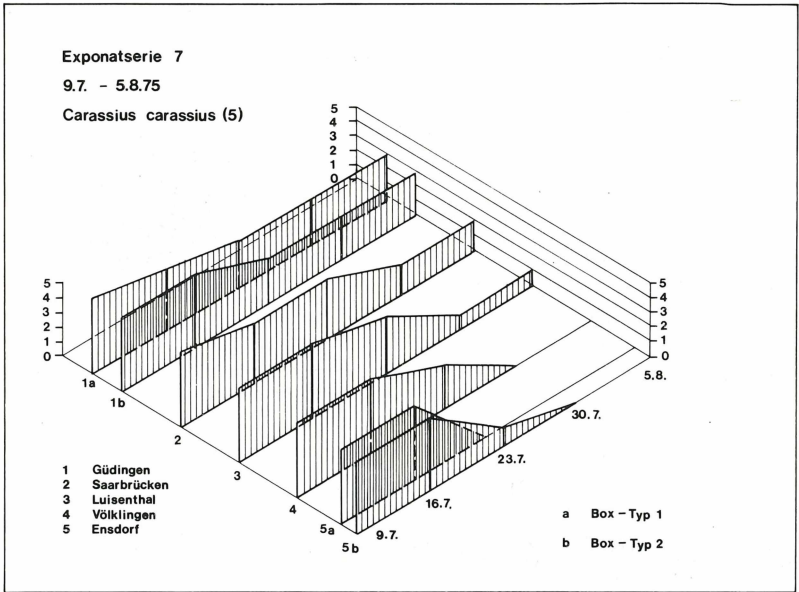 Exponatserie 7
9.7. - 5.8.75
Carassius carassius (5)
5
4
3
2
1
0
5
4
3
2
1
0
5
4
3
2
1
0
5.8.
30.7.
23.7.
16.7.
9.7.
1a
1b
2
3
4
5a
5b
1 Güdingen
2 Saarbrücken
3 Luisenthal
4 Völklingen
5 Ensdorf
a Box - Typ 1
b Box - Typ 2